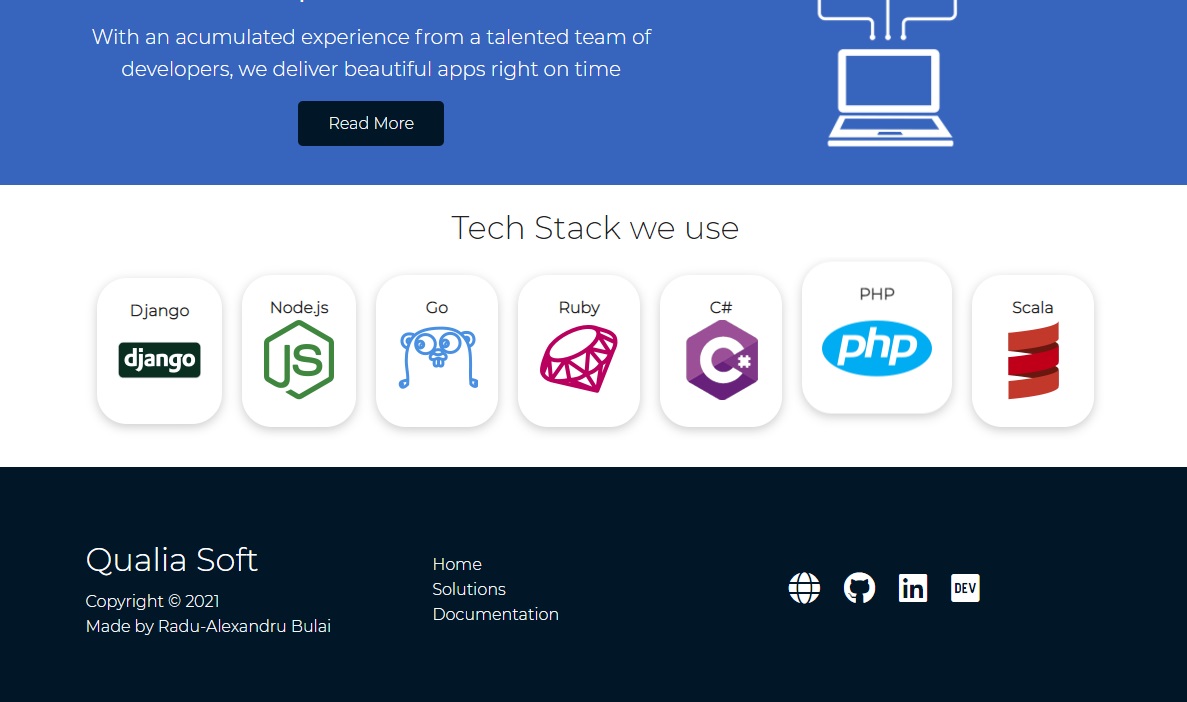 With an acumulated experience from a talented team of
developers, we deliver beautiful apps right on time
Read More
Tech Stack we use
Django
django
Node.js
JS
Go
Ruby
C#
C#
PHP
php
Scala
Qualia Soft
Copyright © 2021
Made by Radu-Alexandru Bulai
Home
Solutions
Documentation
in
DEV